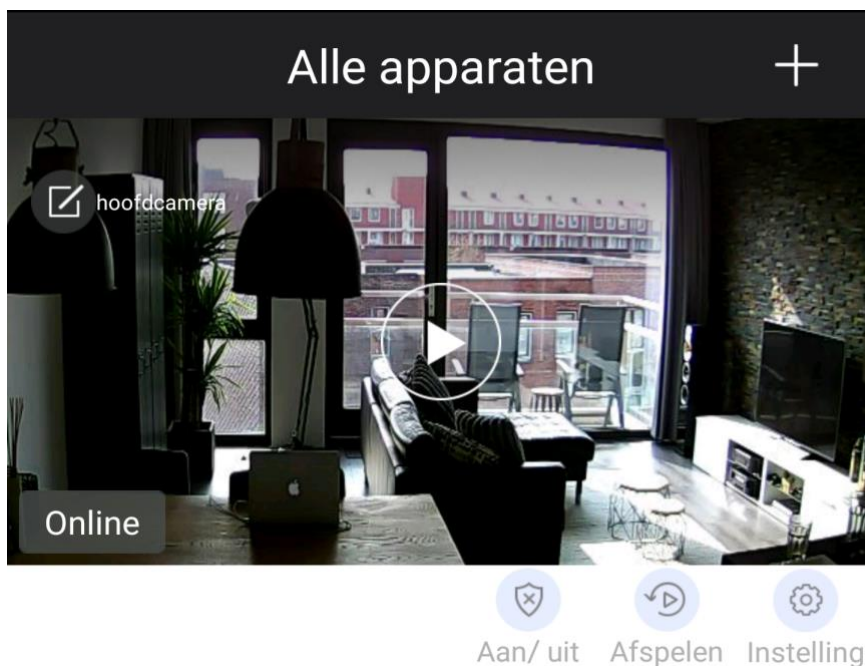 Alle apparaten
hoofdcamera
Online
Aan/ uit
Afspelen
Instelling